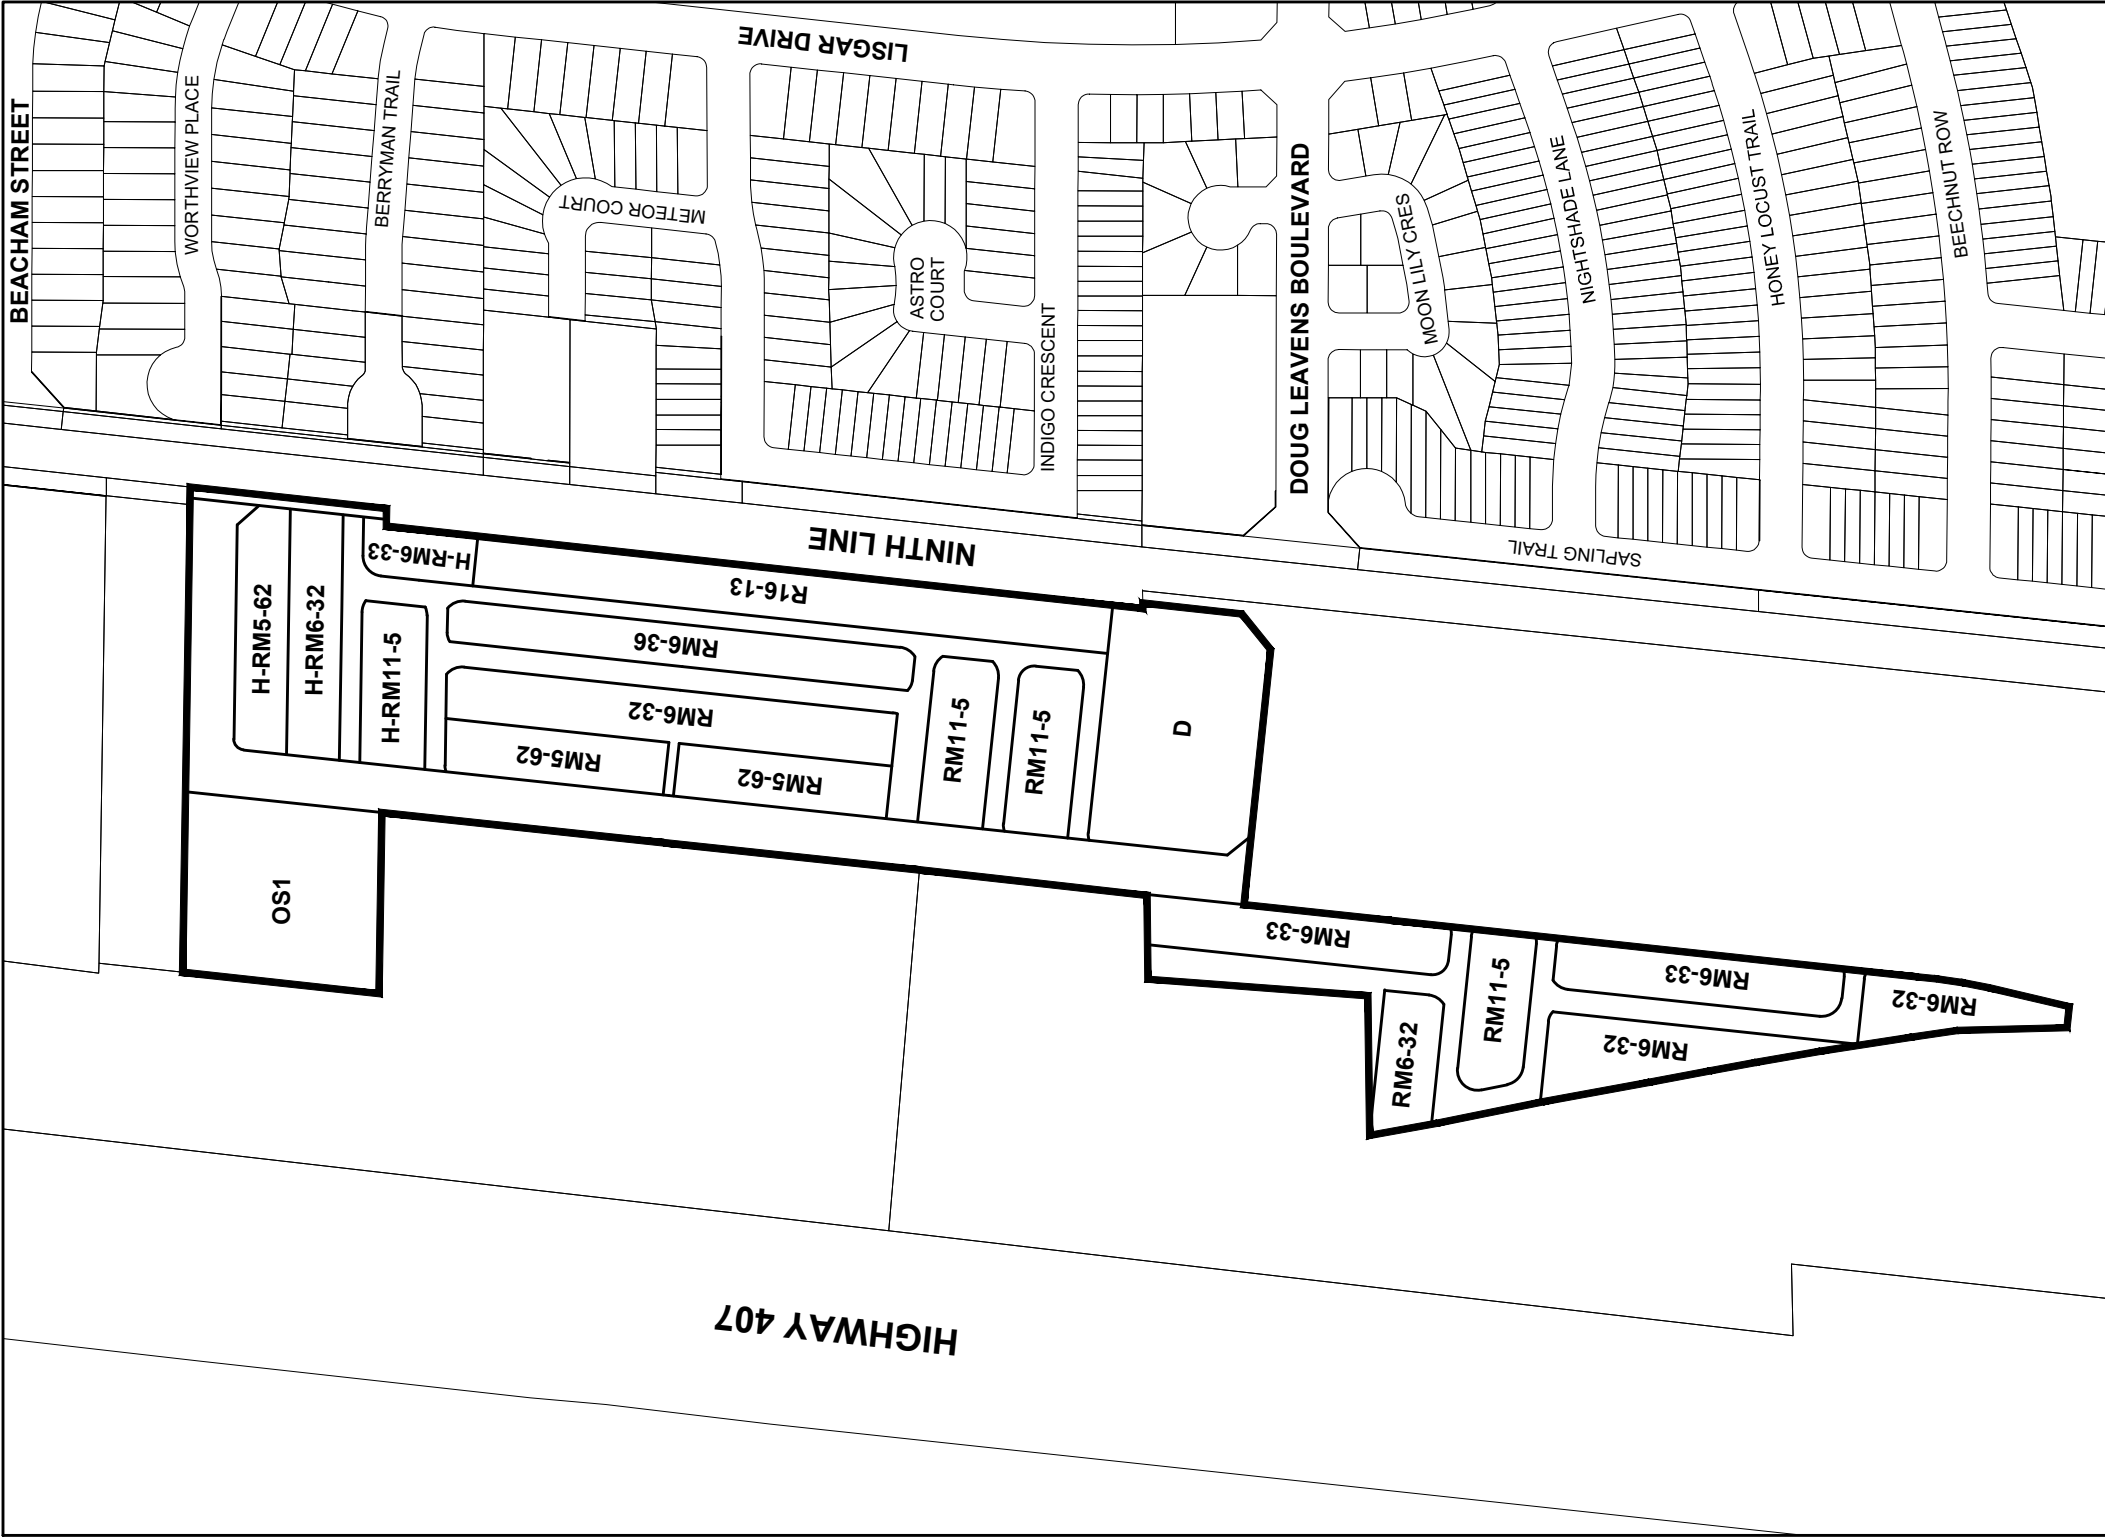 LISGAR DRIVE
BEACHAM STREET
WORTHVIEW PLACE
BERRYMAN TRAIL
METEOR COURT
ASTRO
COURT
INDIGO CRESCENT
DOUG LEAVENS BOULEVARD
MOON LILY CRES
NIGHTSHADE LANE
HONEY LOCUST TRAIL
BEECHNUT ROW
SAPLING TRAIL
NINTH LINE
H-RM5-62
H-RM6-32
H-RM6-33
H-RM11-5
R16-13
RM6-36
RM6-32
RM5-62
RM5-62
RM11-5
RM11-5
D
OS1
RM6-33
RM11-5
RM6-33
RM6-32
RM6-32
RM6-32
HIGHWAY 407